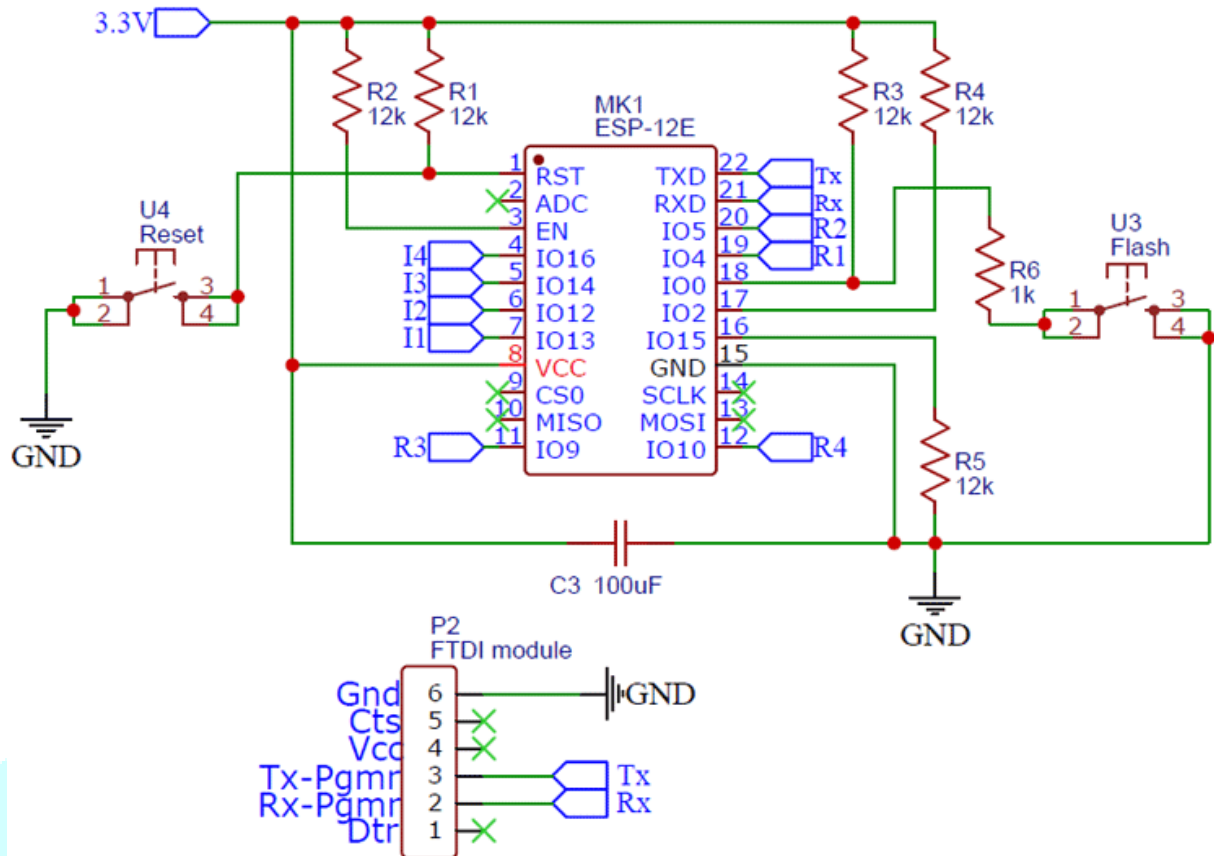 3.3V
R2
12k
R1
12k
R3
12k
R4
12k
MK1
ESP-12E
1 RST TXD 22 Tx
2 ADC RXD 21 Rx
3 EN IO5 20 R2
I4 4 IO16 IO4 19 R1
I3 5 IO14 IO0 18
I2 6 IO12 IO2 17
I1 7 IO13 IO15 16
8 VCC GND 15
9 CS0 SCLK 14
10 MISO MOSI 13
R3 11 IO9 IO10 12 R4
U4
Reset
1 3
2 4
GND
R6
1k
U3
Flash
1 3
2 4
R5
12k
C3 100uF
GND
P2
FTDI module
Gnd 6 GND
Cts 5
Vcc 4
Tx-Pgmr 3 Tx
Rx-Pgmr 2 Rx
Dtr 1